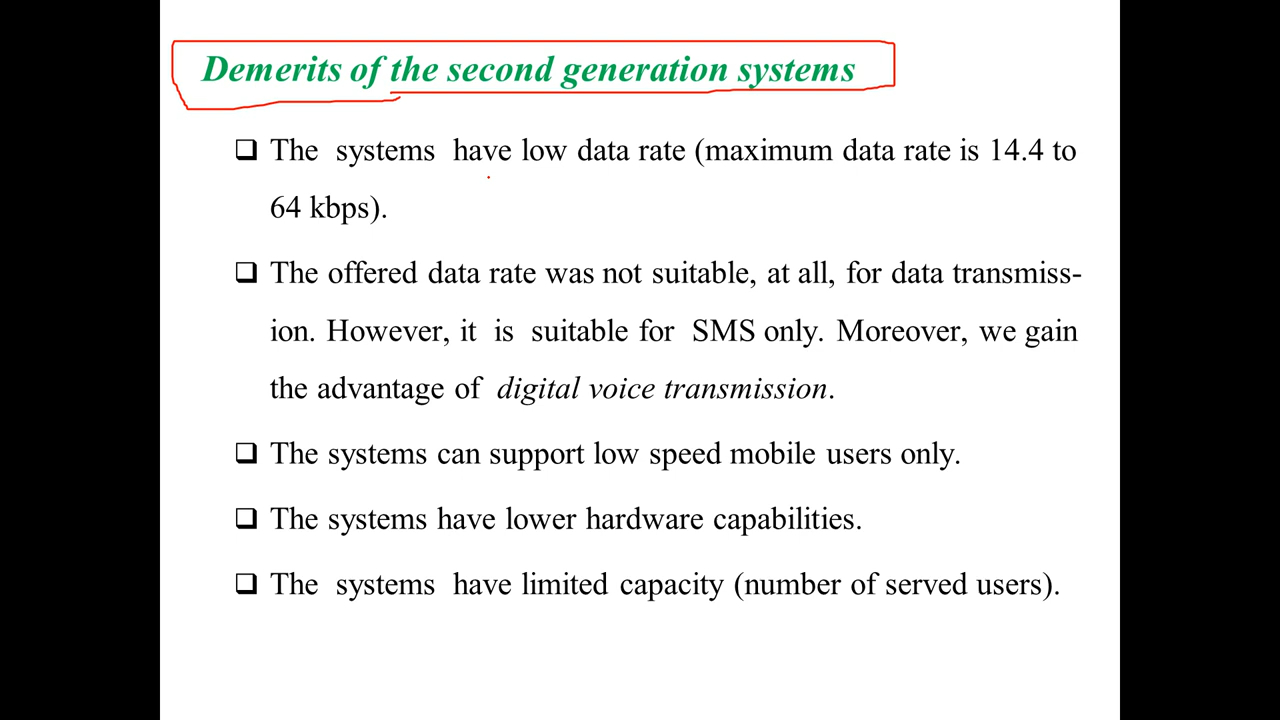 Demerits of the second generation systems
❑ The systems have low data rate (maximum data rate is 14.4 to
64 kbps).
❑ The offered data rate was not suitable, at all, for data transmiss-
ion. However, it is suitable for SMS only. Moreover, we gain
the advantage of digital voice transmission.
❑ The systems can support low speed mobile users only.
❑ The systems have lower hardware capabilities.
❑ The systems have limited capacity (number of served users).